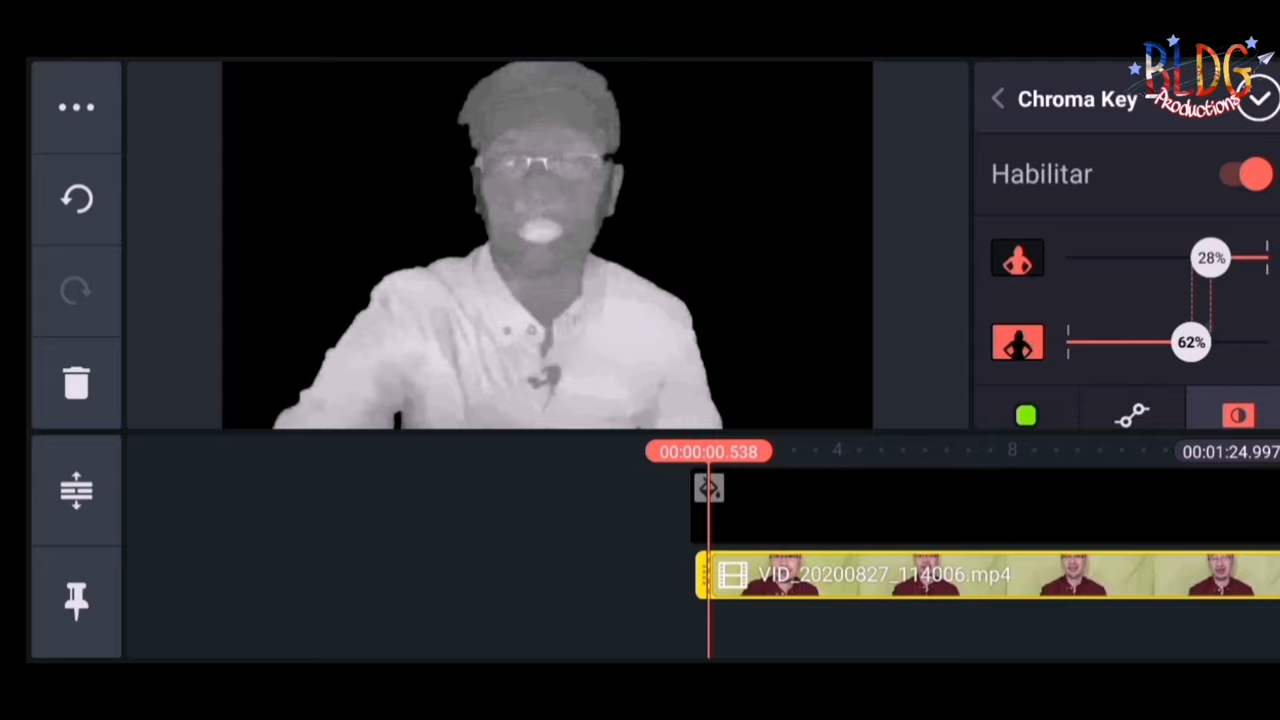 BLDG
Productions
Chroma Key
Habilitar
28%
62%
00:00:00.538
4
8
00:01:24.997
VID_20200827_114006.mp4